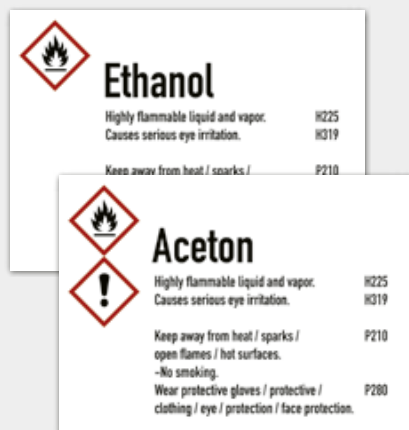 Ethanol
Highly flammable liquid and vapor. H225
Causes serious eye irritation. H319
Keep away from heat / sparks / P210
Aceton
Highly flammable liquid and vapor. H225
Causes serious eye irritation. H319
Keep away from heat / sparks / P210
open flames / hot surfaces.
-No smoking.
Wear protective gloves / protective / P280
clothing / eye / protection / face protection.